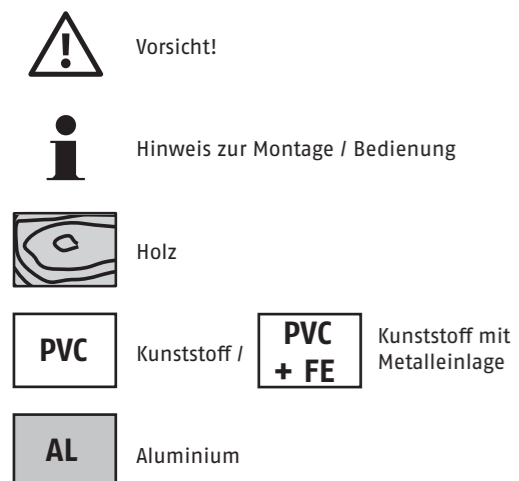 Vorsicht!
Hinweis zur Montage / Bedienung
Holz
PVC
Kunststoff /
PVC
+ FE
Kunststoff mit
Metalleinlage
AL
Aluminium